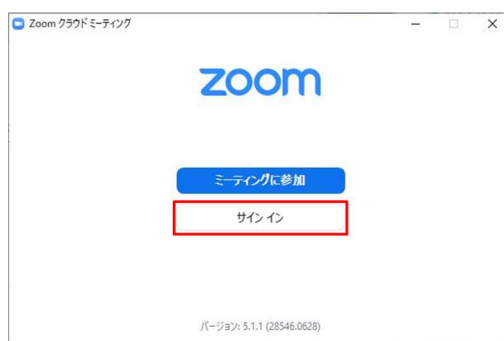 Zoom クラウド ミーティング
zoom
ミーティングに参加
サイン イン
バージョン: 5.1.1 (28546.0628)